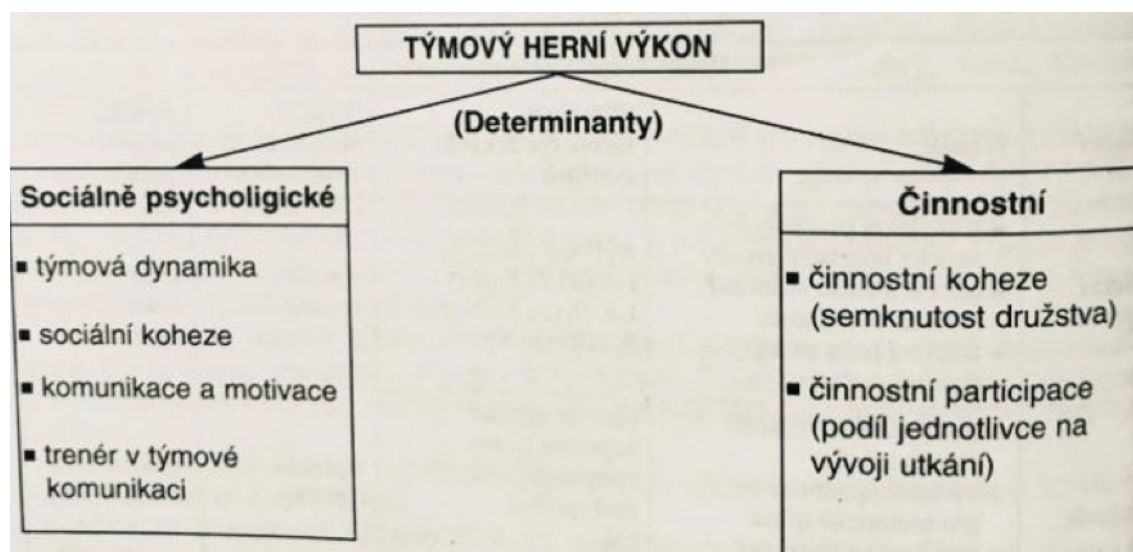 TÝMOVÝ HERNÍ VÝKON
(Determinanty)
Sociálně psycholigické
▪ týmová dynamika
▪ sociální koheze
▪ komunikace a motivace
▪ trenér v týmové
komunikaci
Činnostní
▪ činnostní koheze
(semknutost družstva)
▪ činnostní participace
(podíl jednotlivce na
vývoji utkání)